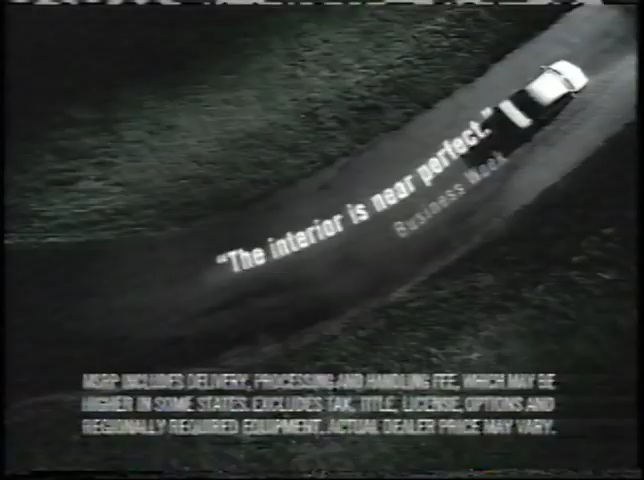 "The interior is near perfect."
Business Week
MSRP INCLUDES DELIVERY, PROCESSING AND HANDLING FEE, WHICH MAY BE
HIGHER IN SOME STATES. EXCLUDES TAX, TITLE, LICENSE, OPTIONS AND
REGIONALLY REQUIRED EQUIPMENT. ACTUAL DEALER PRICE MAY VARY.